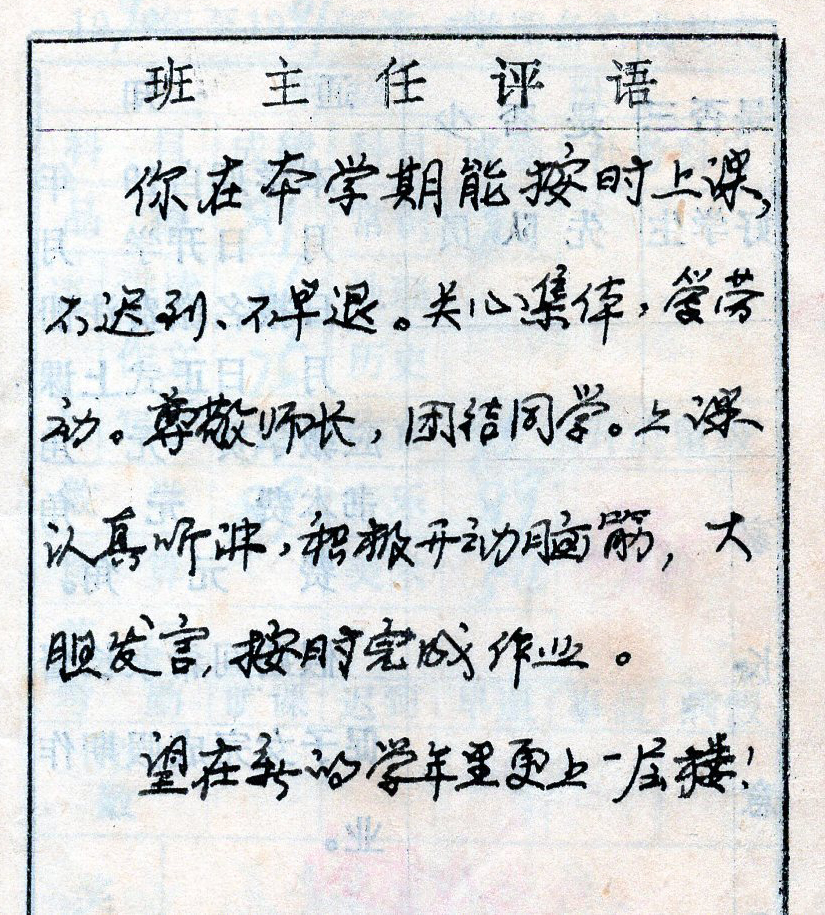 班主任评语
你在本学期能按时上课，
不迟到、不早退。关心集体，爱劳
动。尊敬师长，团结同学。上课
认真听讲，积极开动脑筋，大
胆发言，按时完成作业。
望在新的学年里更上一层楼！